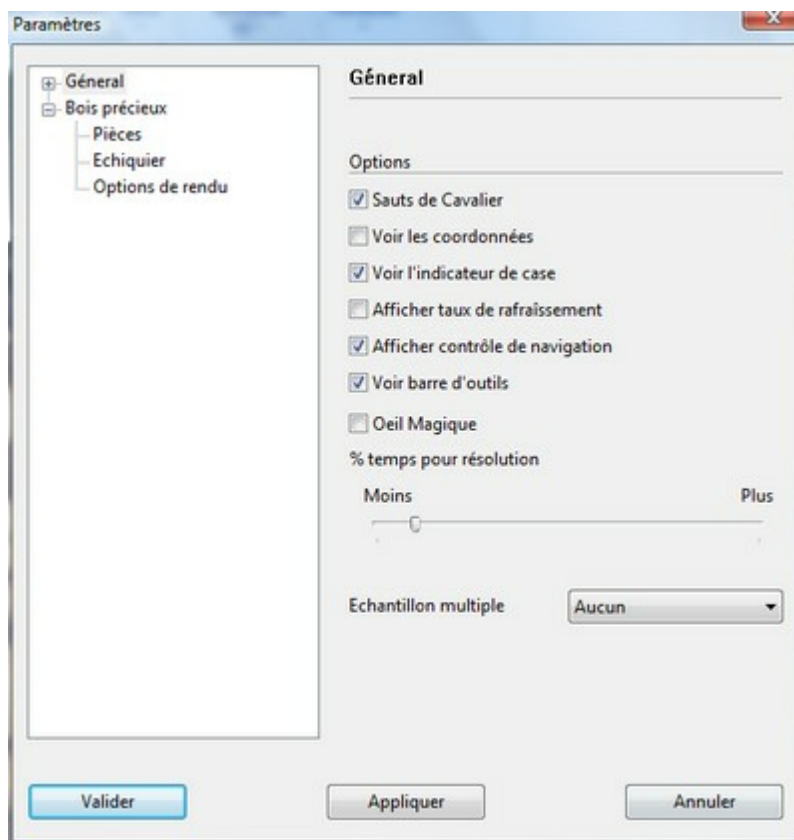 Paramètres
Géneral
Bois précieux
Pièces
Echiquier
Options de rendu
Géneral
Options
Sauts de Cavalier
Voir les coordonnées
Voir l'indicateur de case
Afficher taux de rafraîssement
Afficher contrôle de navigation
Voir barre d'outils
Oeil Magique
% temps pour résolution
Moins Plus
Echantillon multiple Aucun
Valider Appliquer Annuler